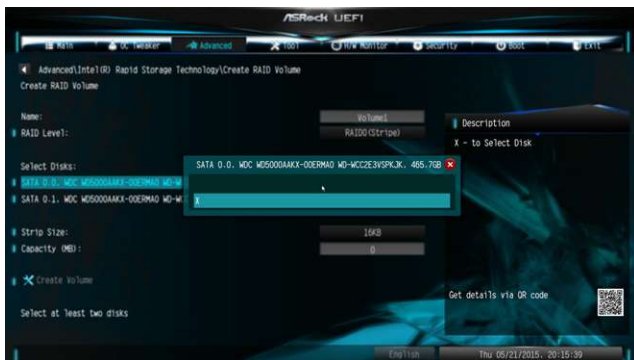 ASRock UEFI
Main OC Tweaker Advanced Tool H/W Monitor Security Boot Exit
Advanced\Intel(R) Rapid Storage Technology\Create RAID Volume
Create RAID Volume
Name: Volume1
RAID Level: RAID0(Stripe)
Description
X - to Select Disk
Select Disks:
SATA 0.0, WDC WD5000AAKX-00ERMA0 WD-WCC2E3VSPKJK, 465.7GB
SATA 0.0, WDC WD5000AAKX-00ERMA0 WD-W
SATA 0.1, WDC WD5000AAKX-00ERMA0 WD-W
X
Strip Size: 16KB
Capacity (MB): 0
Create Volume
Select at least two disks
Get details via QR code
English Thu 05/21/2015, 20:15:39